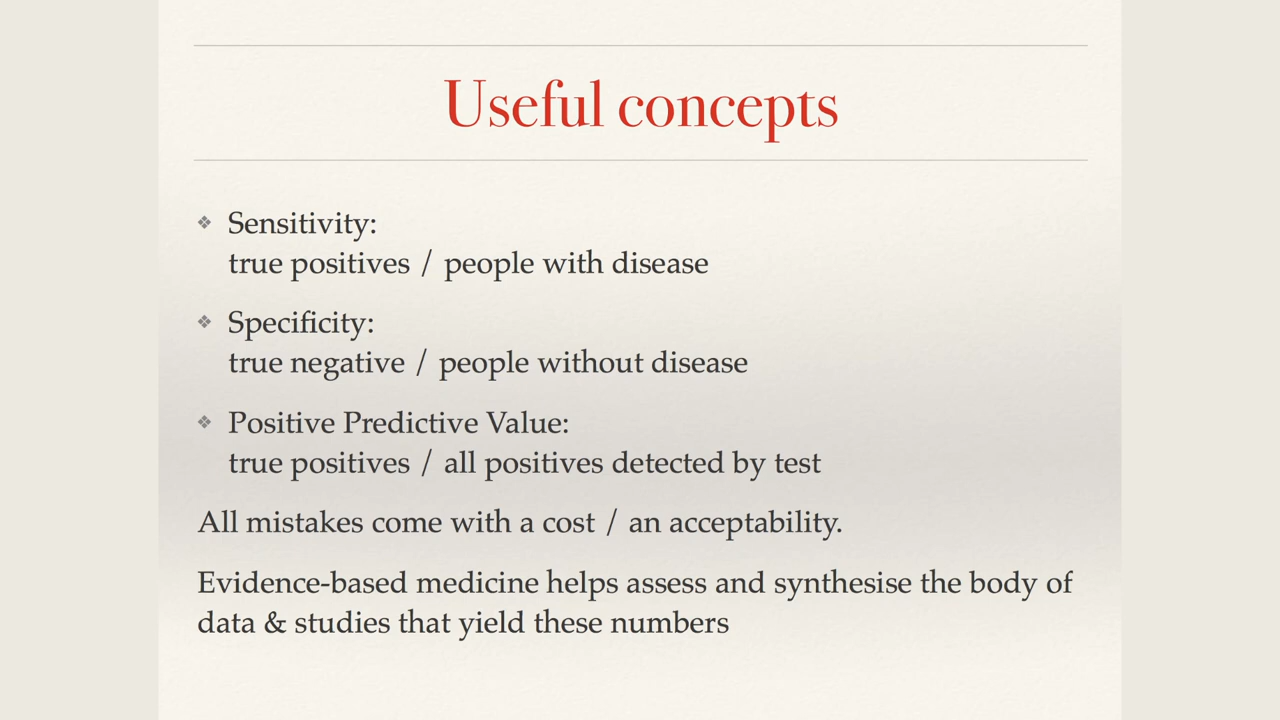 Useful concepts
❖ Sensitivity:
true positives / people with disease
❖ Specificity:
true negative / people without disease
❖ Positive Predictive Value:
true positives / all positives detected by test
All mistakes come with a cost / an acceptability.
Evidence-based medicine helps assess and synthesise the body of
data & studies that yield these numbers